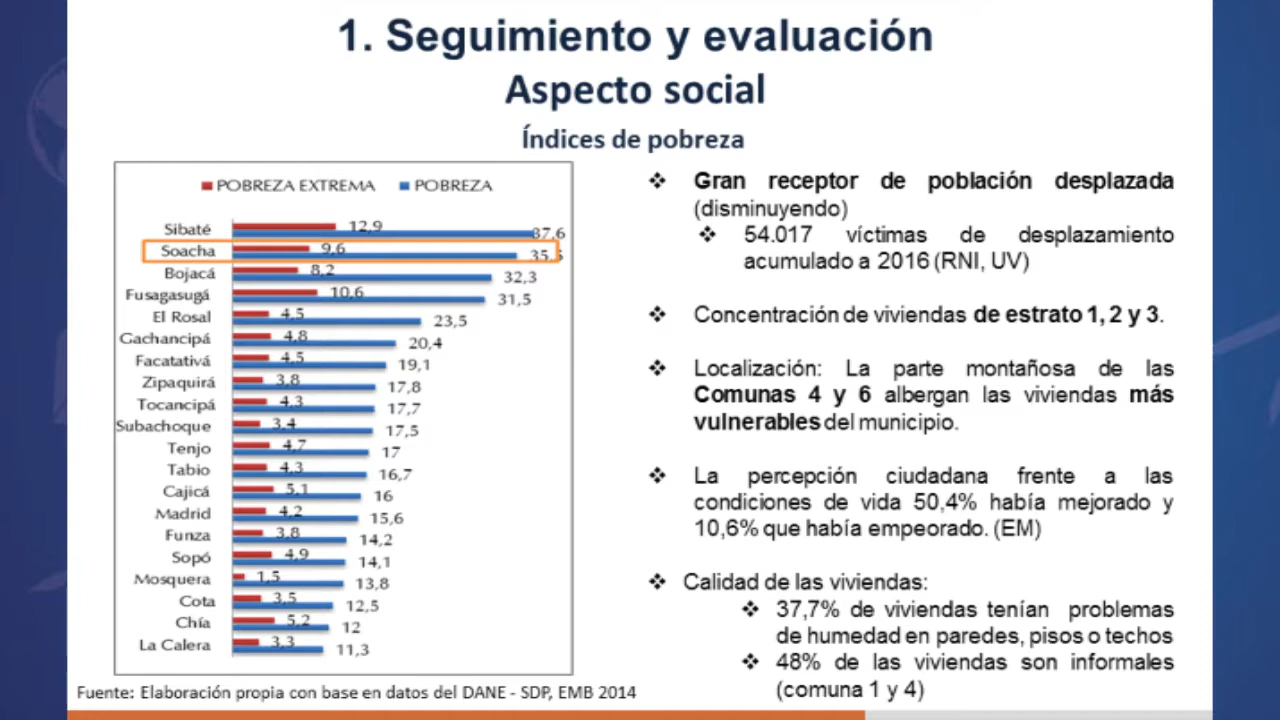 1. Seguimiento y evaluación
Aspecto social
Índices de pobreza
POBREZA EXTREMA POBREZA
Sibaté 12,9 37,6
Soacha 9,6 35,5
Bojacá 8,2 32,3
Fusagasugá 10,6 31,5
El Rosal 4,5 23,5
Gachancipá 4,8 20,4
Facatativá 4,5 19,1
Zipaquirá 3,8 17,8
Tocancipá 4,3 17,7
Subachoque 3,4 17,5
Tenjo 4,7 17
Tabio 4,3 16,7
Cajicá 5,1 16
Madrid 4,2 15,6
Funza 3,8 14,2
Sopó 4,9 14,1
Mosquera 1,5 13,8
Cota 3,5 12,5
Chía 5,2 12
La Calera 3,3 11,3
Fuente: Elaboración propia con base en datos del DANE - SDP, EMB 2014
❖ Gran receptor de población desplazada
(disminuyendo)
❖ 54.017 víctimas de desplazamiento
acumulado a 2016 (RNI, UV)
❖ Concentración de viviendas de estrato 1, 2 y 3.
❖ Localización: La parte montañosa de las
Comunas 4 y 6 albergan las viviendas más
vulnerables del municipio.
❖ La percepción ciudadana frente a las
condiciones de vida 50,4% había mejorado y
10,6% que había empeorado. (EM)
❖ Calidad de las viviendas:
❖ 37,7% de viviendas tenían problemas
de humedad en paredes, pisos o techos
❖ 48% de las viviendas son informales
(comuna 1 y 4)